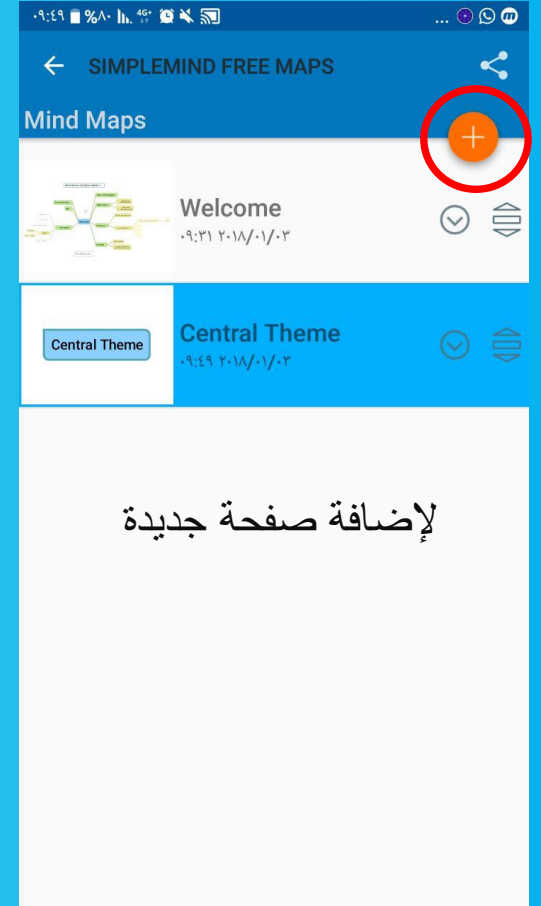 ٠٩:٤٩ %٨٠ 4G+ ...
SIMPLEMIND FREE MAPS
Mind Maps
Welcome
٠٩:٣١ ٢٠١٨/٠١/٠٣
Central Theme
Central Theme
٠٩:٤٩ ٢٠١٨/٠١/٠٣
لإضافة صفحة جديدة